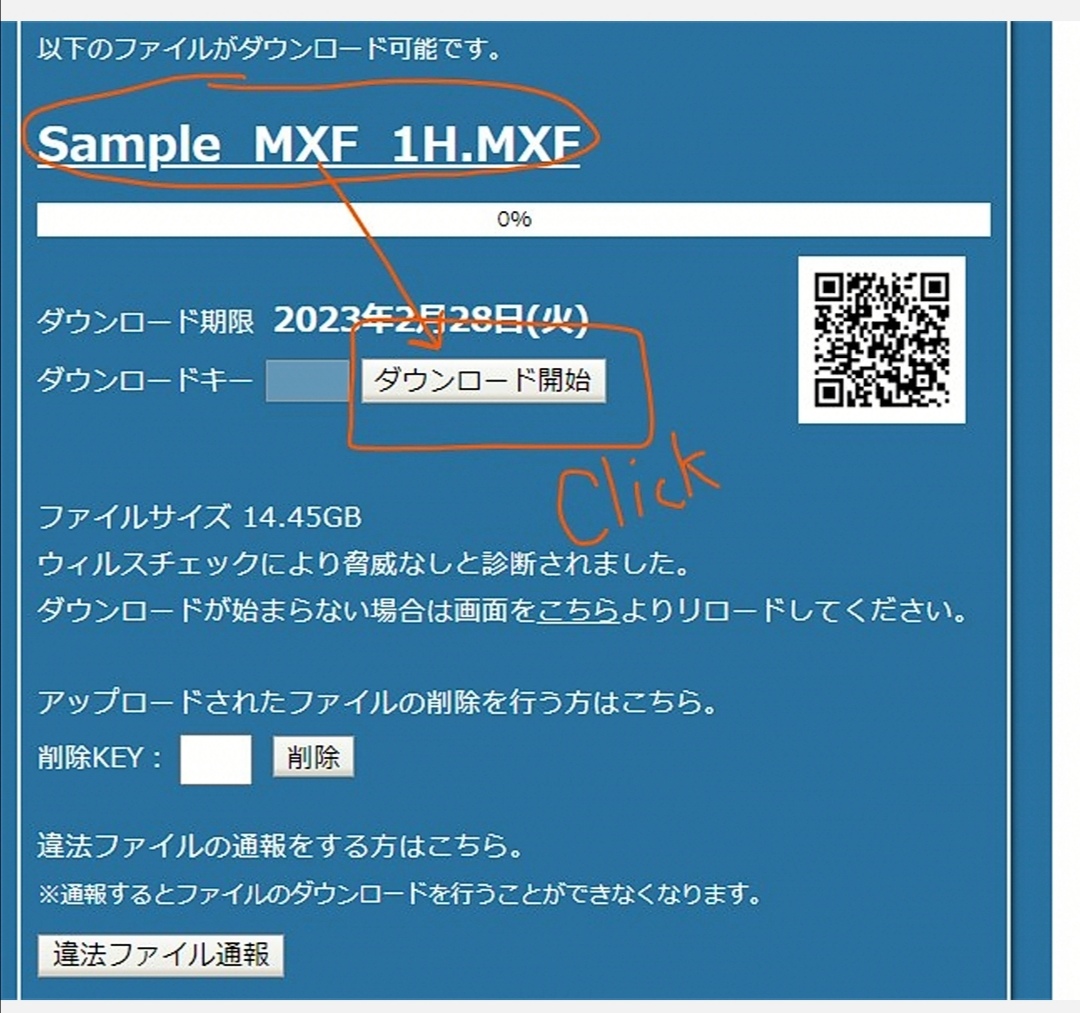 以下のファイルがダウンロード可能です。
Sample_MXF_1H.MXF
0%
ダウンロード期限 2023年2月28日(火)
ダウンロードキー ダウンロード開始
Click
ファイルサイズ 14.45GB
ウィルスチェックにより脅威なしと診断されました。
ダウンロードが始まらない場合は画面をこちらよりリロードしてください。
アップロードされたファイルの削除を行う方はこちら。
削除KEY： 削除
違法ファイルの通報をする方はこちら。
※通報するとファイルのダウンロードを行うことができなくなります。
違法ファイル通報